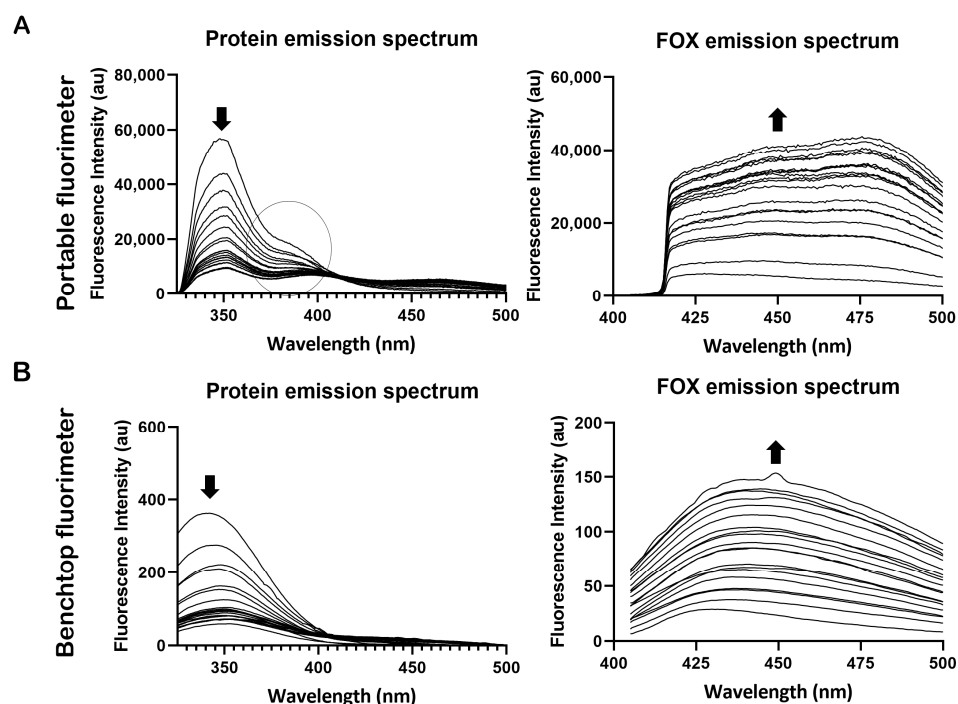 A
Portable fluorimeter
Protein emission spectrum
Fluorescence Intensity (au)
80,000
60,000
40,000
20,000
0
350 400 450 500
Wavelength (nm)
FOX emission spectrum
Fluorescence Intensity (au)
60,000
40,000
20,000
0
400 425 450 475 500
Wavelength (nm)
B
Benchtop fluorimeter
Protein emission spectrum
Fluorescence Intensity (au)
600
400
200
0
350 400 450 500
Wavelength (nm)
FOX emission spectrum
Fluorescence Intensity (au)
200
150
100
50
0
400 425 450 475 500
Wavelength (nm)